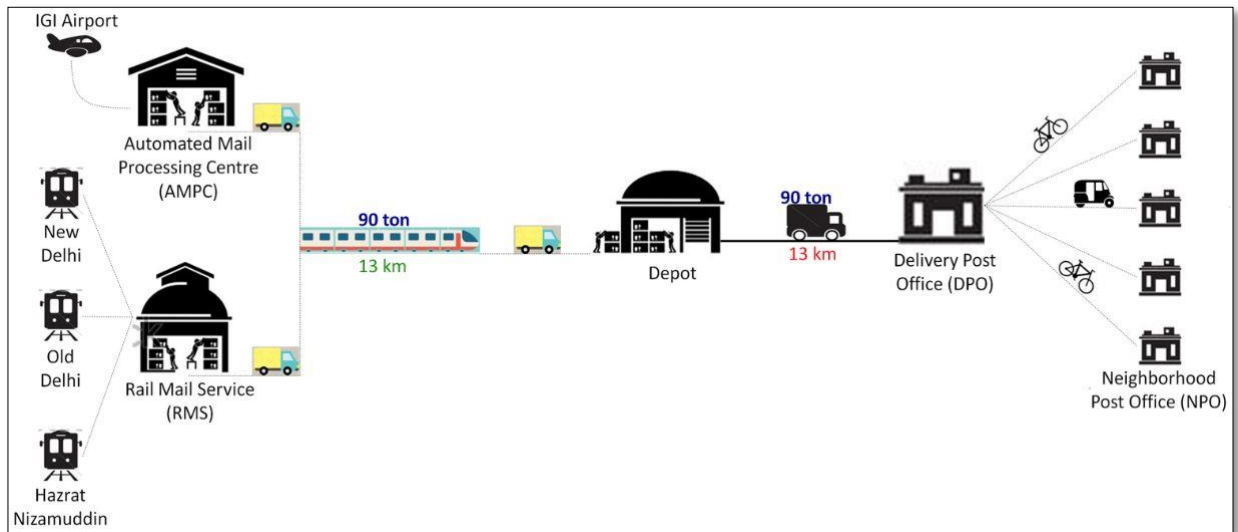 IGI Airport
Automated Mail
Processing Centre
(AMPC)
New
Delhi
Old
Delhi
Hazrat
Nizamuddin
Rail Mail Service
(RMS)
90 ton
13 km
Depot
90 ton
13 km
Delivery Post
Office (DPO)
Neighborhood
Post Office (NPO)